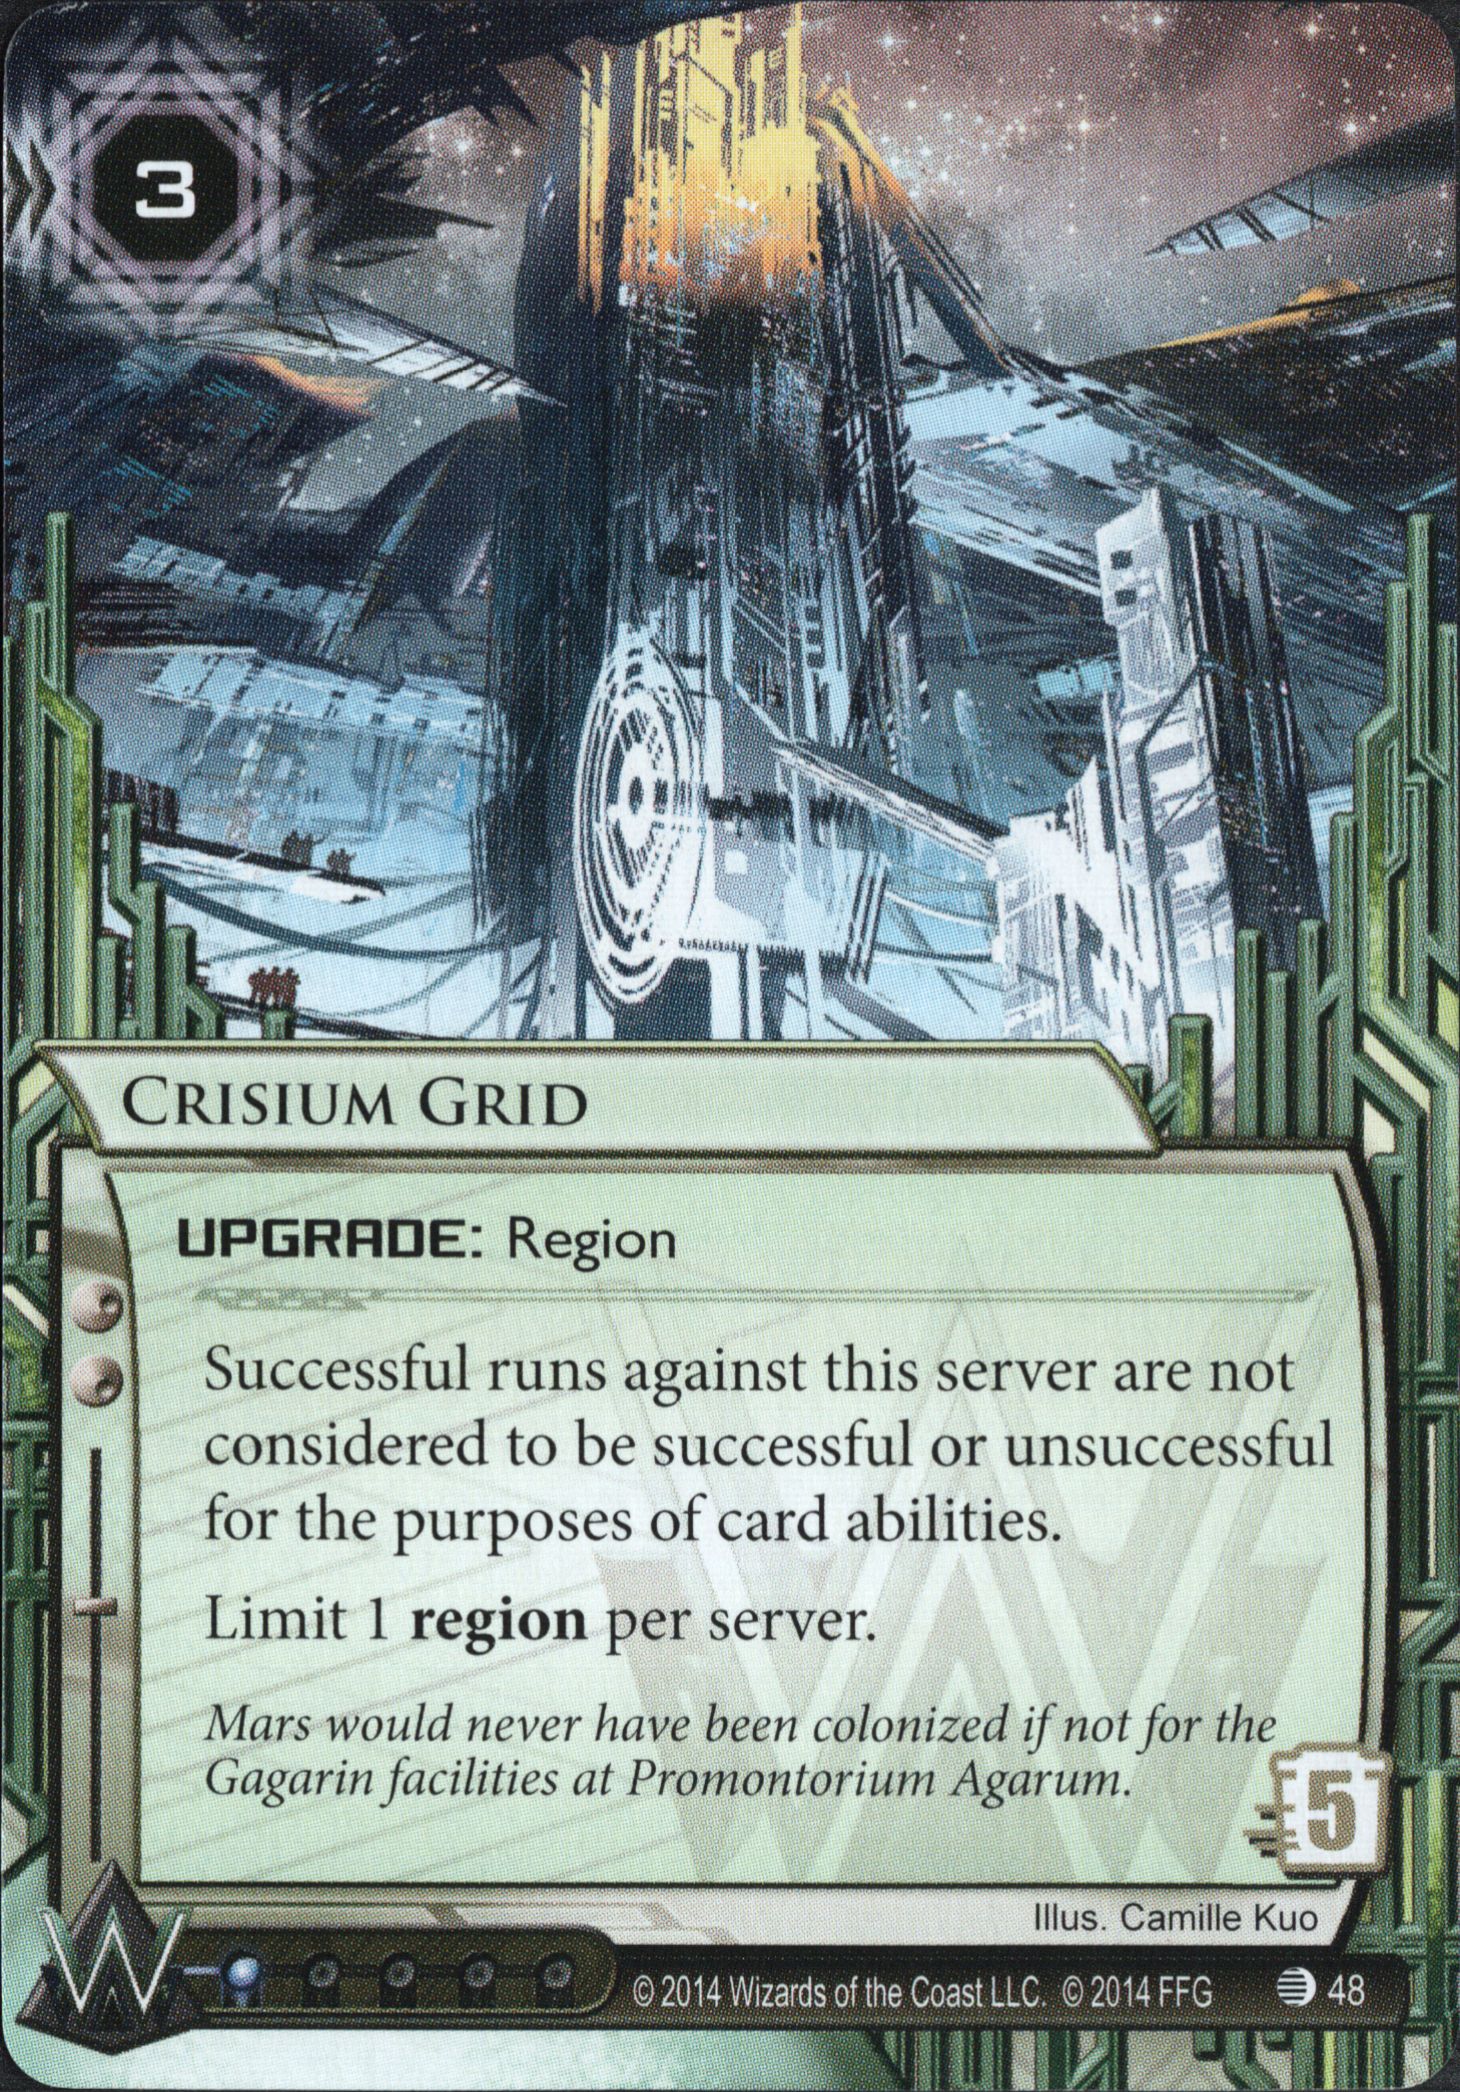 3
CRISIUM GRID
UPGRADE: Region
Successful runs against this server are not
considered to be successful or unsuccessful
for the purposes of card abilities.
Limit 1 region per server.
Mars would never have been colonized if not for the
Gagarin facilities at Promontorium Agarum.
5
Illus. Camille Kuo
W
© 2014 Wizards of the Coast LLC. © 2014 FFG 48